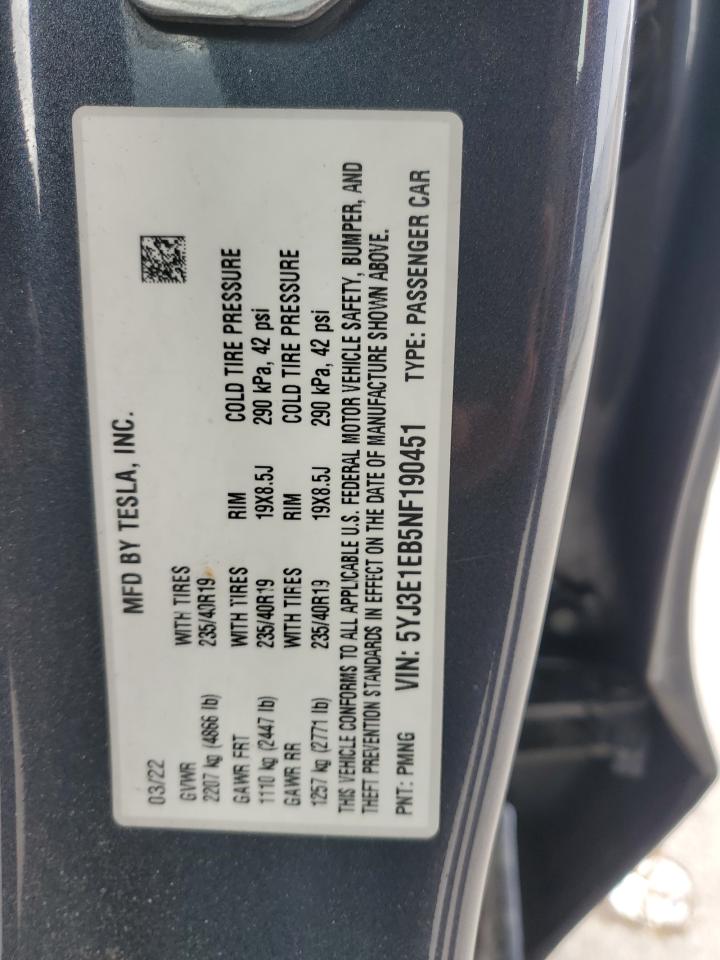 MFD BY TESLA, INC.
03/22
GVWR WITH TIRES
2207 kg (4866 lb) 235/40R19
GAWR FRT WITH TIRES RIM COLD TIRE PRESSURE
1110 kg (2447 lb) 235/40R19 19X8.5J 290 kPa, 42 psi
GAWR RR WITH TIRES RIM COLD TIRE PRESSURE
1257 kg (2771 lb) 235/40R19 19X8.5J 290 kPa, 42 psi
THIS VEHICLE CONFORMS TO ALL APPLICABLE U.S. FEDERAL MOTOR VEHICLE SAFETY, BUMPER, AND
THEFT PREVENTION STANDARDS IN EFFECT ON THE DATE OF MANUFACTURE SHOWN ABOVE.
PNT: PMNG VIN: 5YJ3E1EB5NF190451 TYPE: PASSENGER CAR